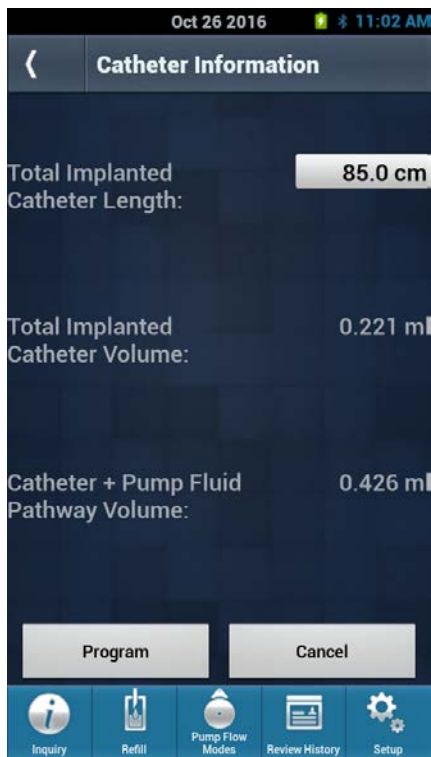 Oct 26 2016 11:02 AM
Catheter Information
Total Implanted 85.0 cm
Catheter Length:
Total Implanted 0.221 ml
Catheter Volume:
Catheter + Pump Fluid 0.426 ml
Pathway Volume:
Program Cancel
Pump Flow
Inquiry Refill Modes Review History Setup